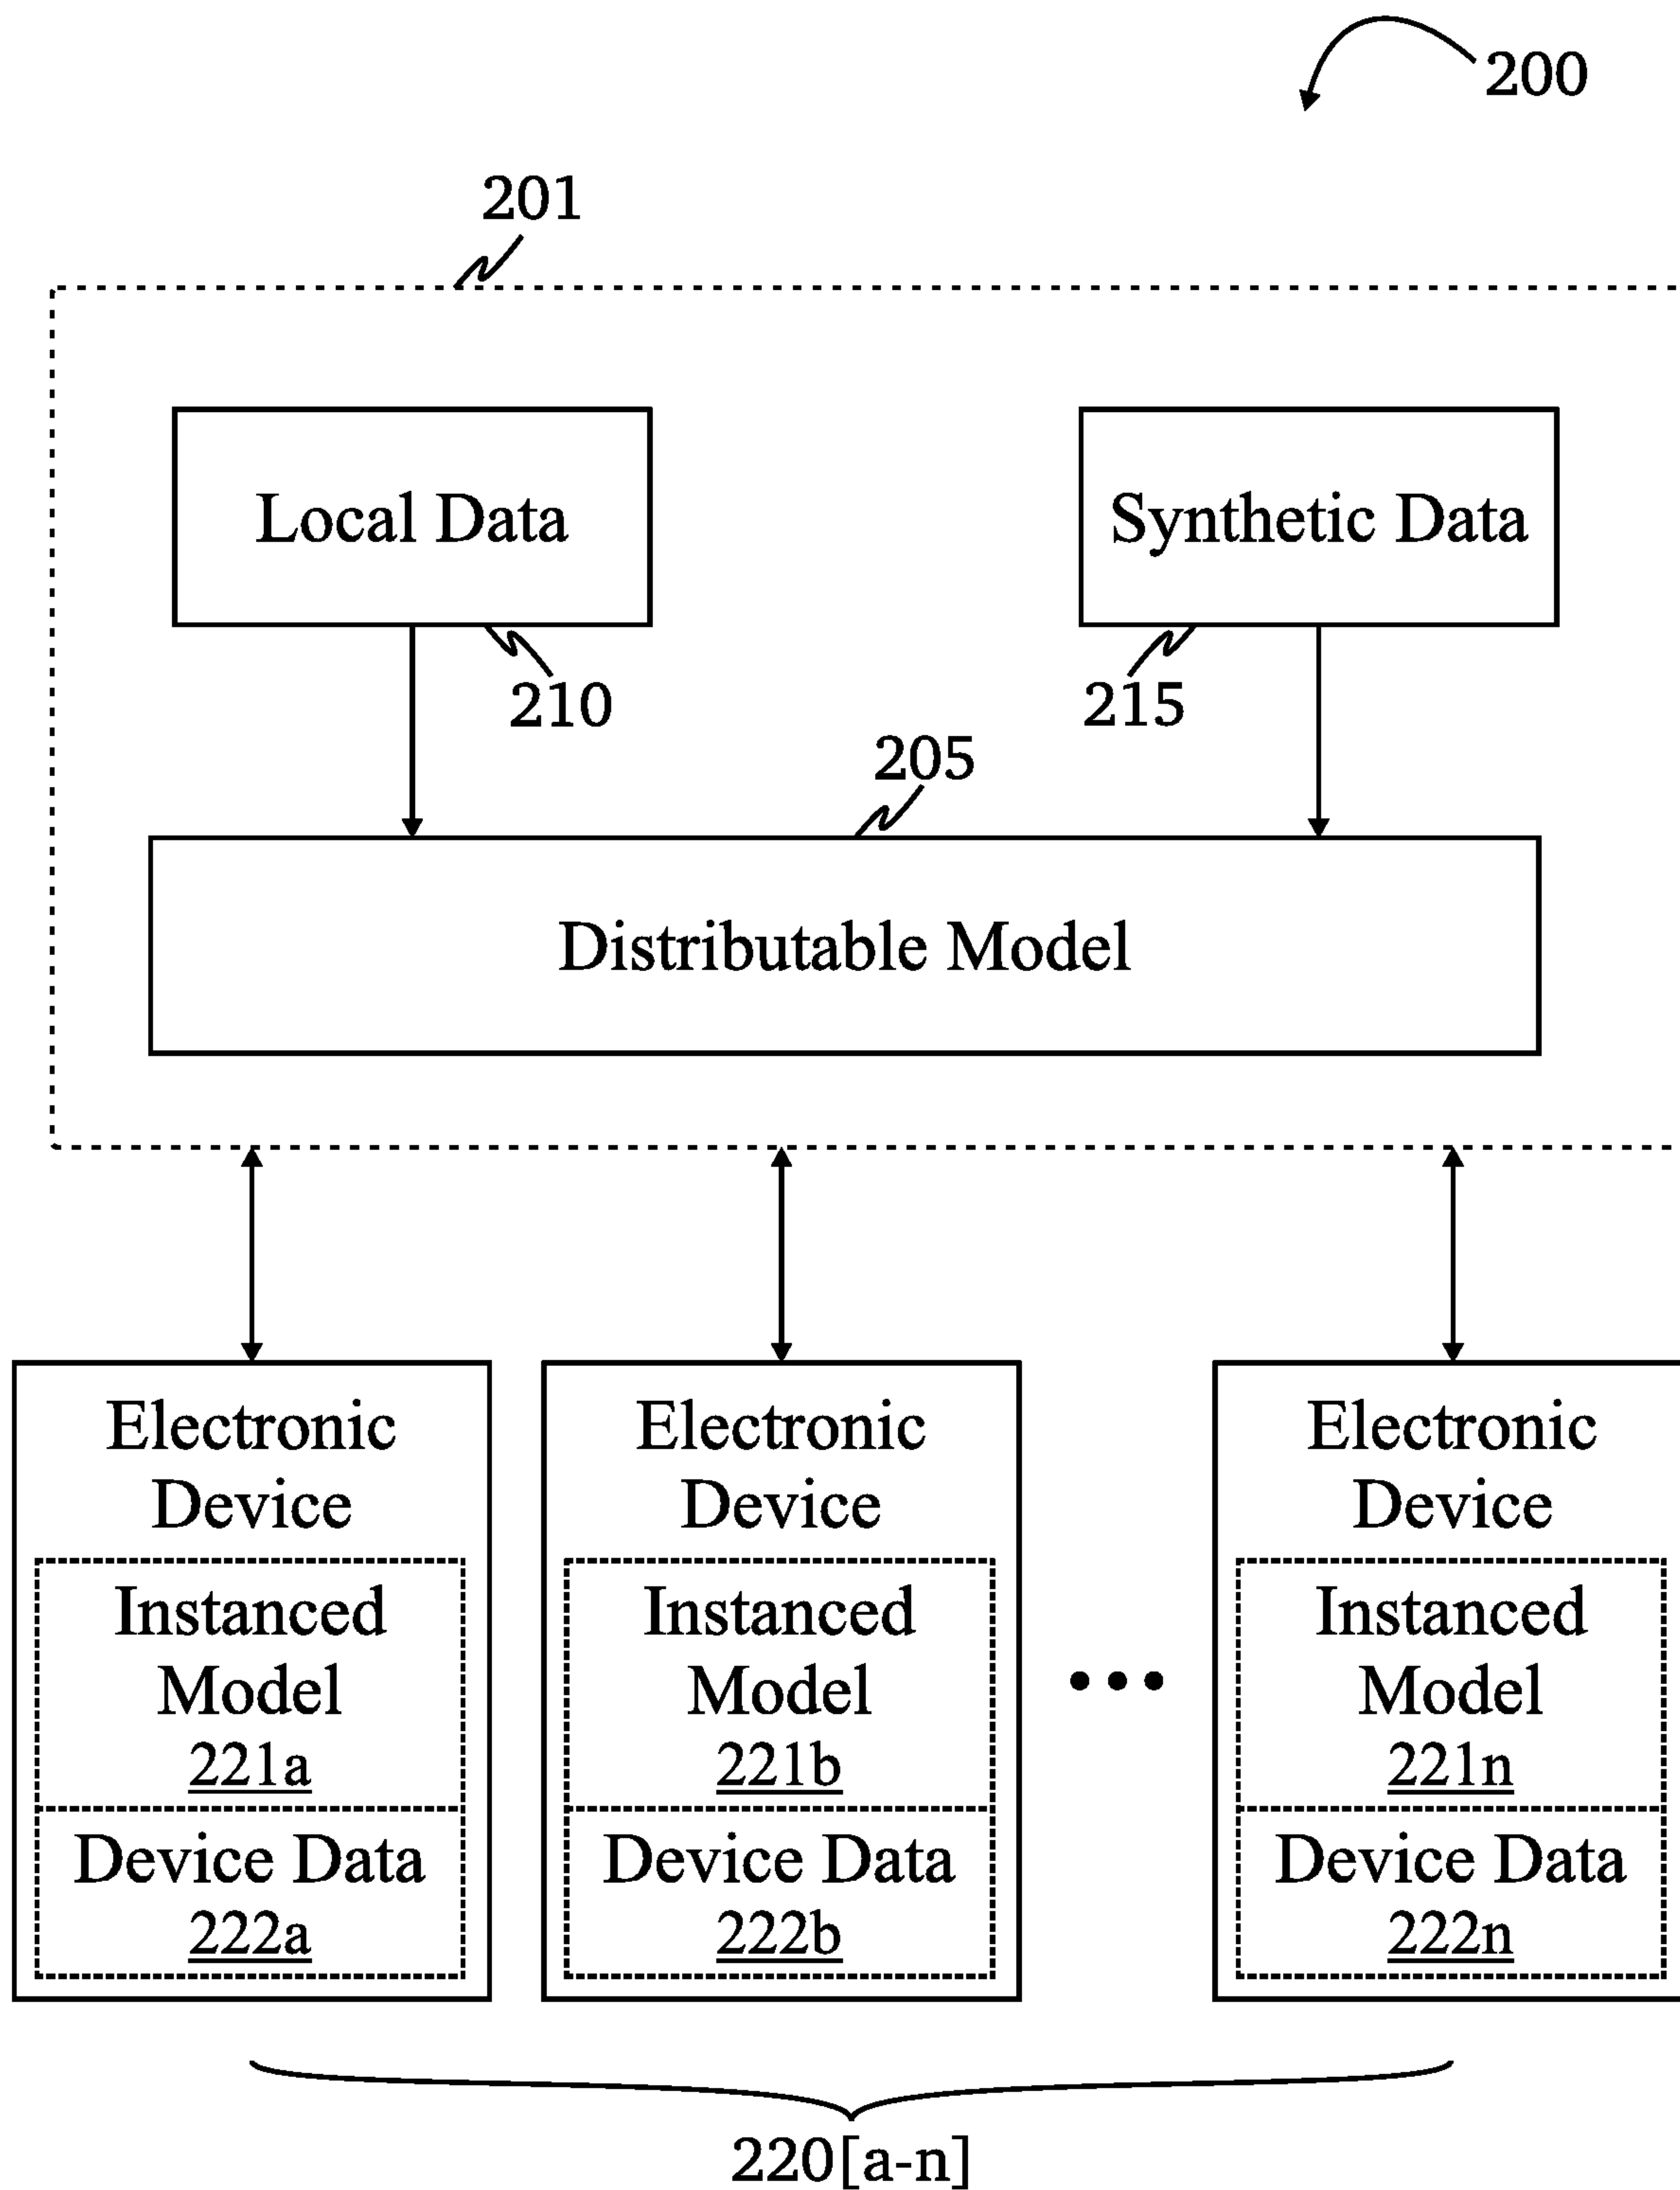 200
201
Local Data
Synthetic Data
210
215
205
Distributable Model
Electronic
Device
Instanced
Model
221a
Device Data
222a
Electronic
Device
Instanced
Model
221b
Device Data
222b
•••
Electronic
Device
Instanced
Model
221n
Device Data
222n
220[a-n]